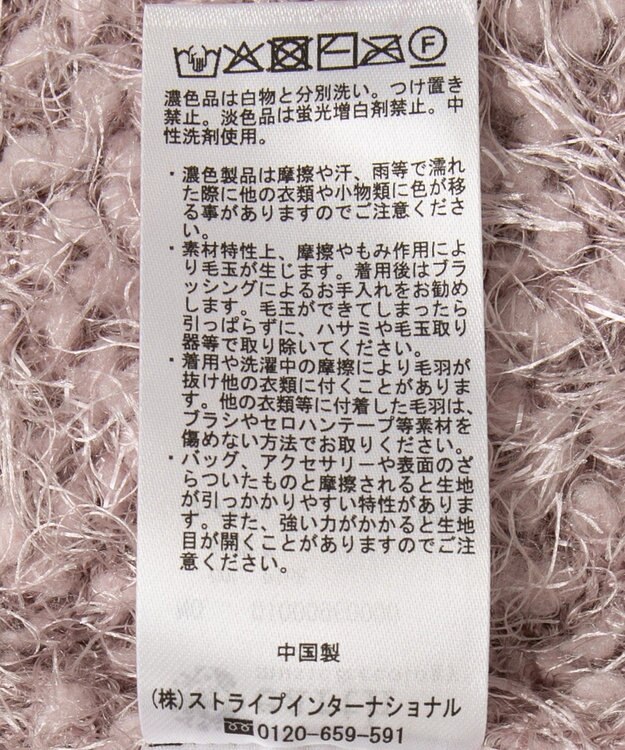 F
濃色品は白物と分別洗い。つけ置き
禁止。淡色品は蛍光増白剤禁止。中
性洗剤使用。
・濃色製品は摩擦や汗、雨等で濡れ
た際に他の衣類や小物類に色が移
る事がありますのでご注意くださ
い。
・素材特性上、摩擦やもみ作用によ
り毛玉が生じます。着用後はブラ
ッシングによるお手入れをお勧め
します。毛玉ができてしまったら
引っぱらずに、ハサミや毛玉取り
器等で取り除いてください。
・着用や洗濯中の摩擦により毛羽が
抜け他の衣類に付くことがありま
す。他の衣類等に付着した毛羽は、
ブラシやセロハンテープ等素材を
傷めない方法でお取りください。
・バッグ、アクセサリーや表面のざ
らついたものと摩擦されると生地
が引っかかりやすい特性がありま
す。また、強い力がかかると生地
目が開くことがありますのでご注
意ください。
中国製
(株)ストライプインターナショナル
0120-659-591